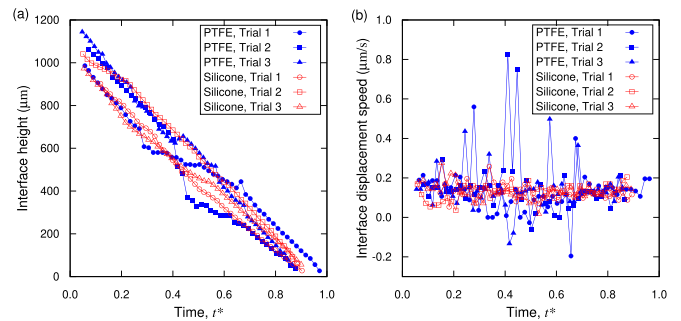 (a)
1200
1000
800
600
400
200
0
Interface height (μm)
0.0 0.2 0.4 0.6 0.8 1.0
Time, t*
PTFE, Trial 1
PTFE, Trial 2
PTFE, Trial 3
Silicone, Trial 1
Silicone, Trial 2
Silicone, Trial 3
(b)
1.0
0.8
0.6
0.4
0.2
0.0
-0.2
Interface displacement speed (μm/s)
0.0 0.2 0.4 0.6 0.8 1.0
Time, t*
PTFE, Trial 1
PTFE, Trial 2
PTFE, Trial 3
Silicone, Trial 1
Silicone, Trial 2
Silicone, Trial 3